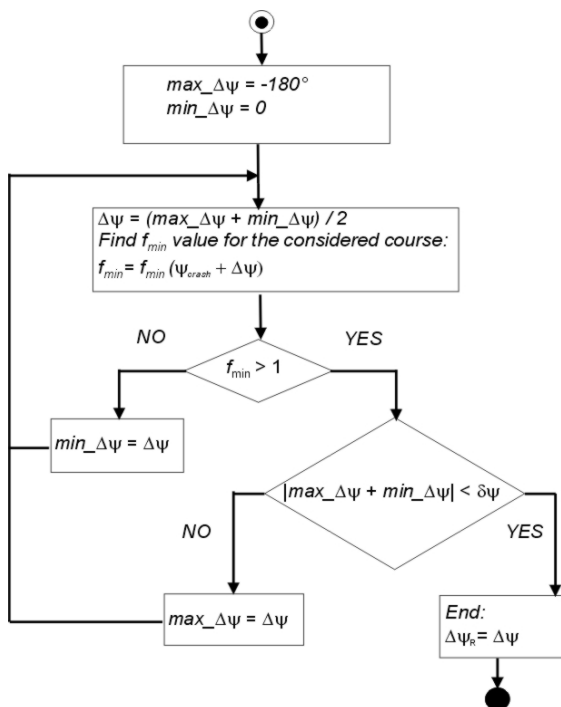 max_Δψ = -180°
min_Δψ = 0
Δψ = (max_Δψ + min_Δψ) / 2
Find fmin value for the considered course:
fmin= fmin (ψcrash + Δψ)
NO
YES
fmin > 1
min_Δψ = Δψ
|max_Δψ + min_Δψ| < δψ
NO
YES
max_Δψ = Δψ
End:
ΔψR= Δψ